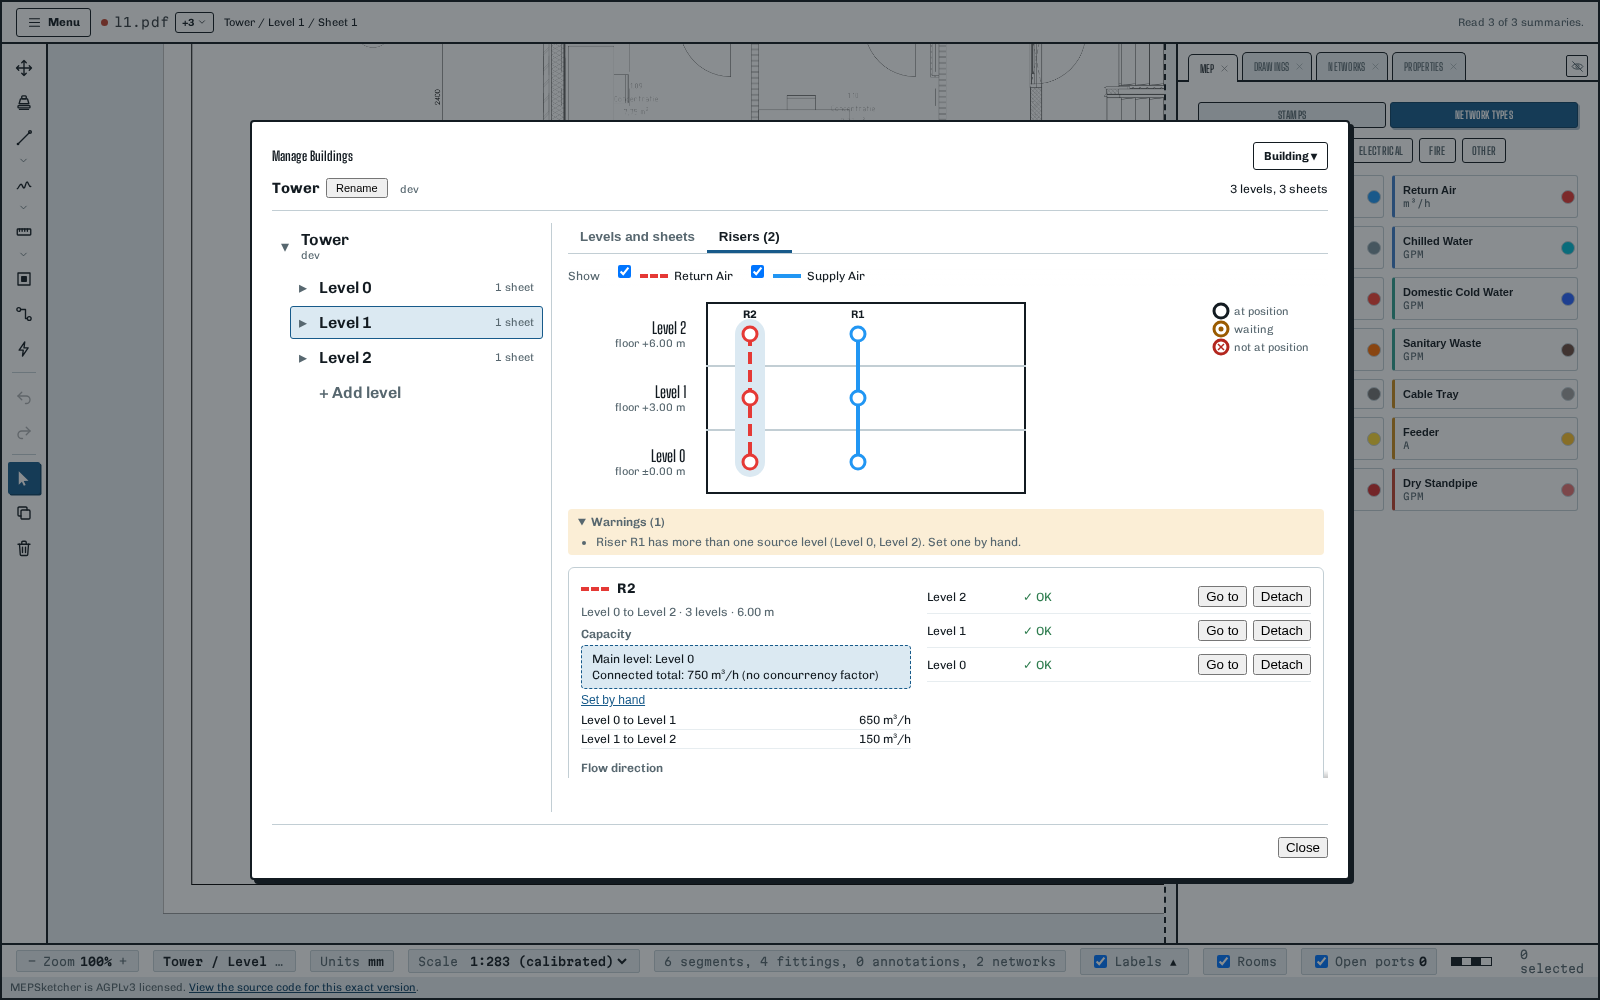 Menu
l1.pdf
+3
Tower / Level 1 / Sheet 1
Read 3 of 3 summaries.
MEP
DRAWINGS
NETWORKS
PROPERTIES
STAMPS
NETWORK TYPES
ELECTRICAL
FIRE
OTHER
Return Air
m³/h
Chilled Water
GPM
Domestic Cold Water
GPM
Sanitary Waste
GPM
Cable Tray
Feeder
A
Dry Standpipe
GPM
2400
Manage Buildings
Building ▾
Tower
Rename
dev
3 levels, 3 sheets
▼ Tower
dev
▶ Level 0
1 sheet
▶ Level 1
1 sheet
▶ Level 2
1 sheet
+ Add level
Levels and sheets
Risers (2)
Show
Return Air
Supply Air
R2
R1
Level 2
floor +6.00 m
Level 1
floor +3.00 m
Level 0
floor ±0.00 m
at position
waiting
not at position
▼ Warnings (1)
• Riser R1 has more than one source level (Level 0, Level 2). Set one by hand.
R2
Level 0 to Level 2 · 3 levels · 6.00 m
Capacity
Main level: Level 0
Connected total: 750 m³/h (no concurrency factor)
Set by hand
Level 0 to Level 1
650 m³/h
Level 1 to Level 2
150 m³/h
Flow direction
Level 2
✓ OK
Go to
Detach
Level 1
✓ OK
Go to
Detach
Level 0
✓ OK
Go to
Detach
Close
− Zoom 100% +
Tower / Level …
Units mm
Scale 1:283 (calibrated)
6 segments, 4 fittings, 0 annotations, 2 networks
Labels ▲
Rooms
Open ports 0
0 selected
MEPSketcher is AGPLv3 licensed. View the source code for this exact version.